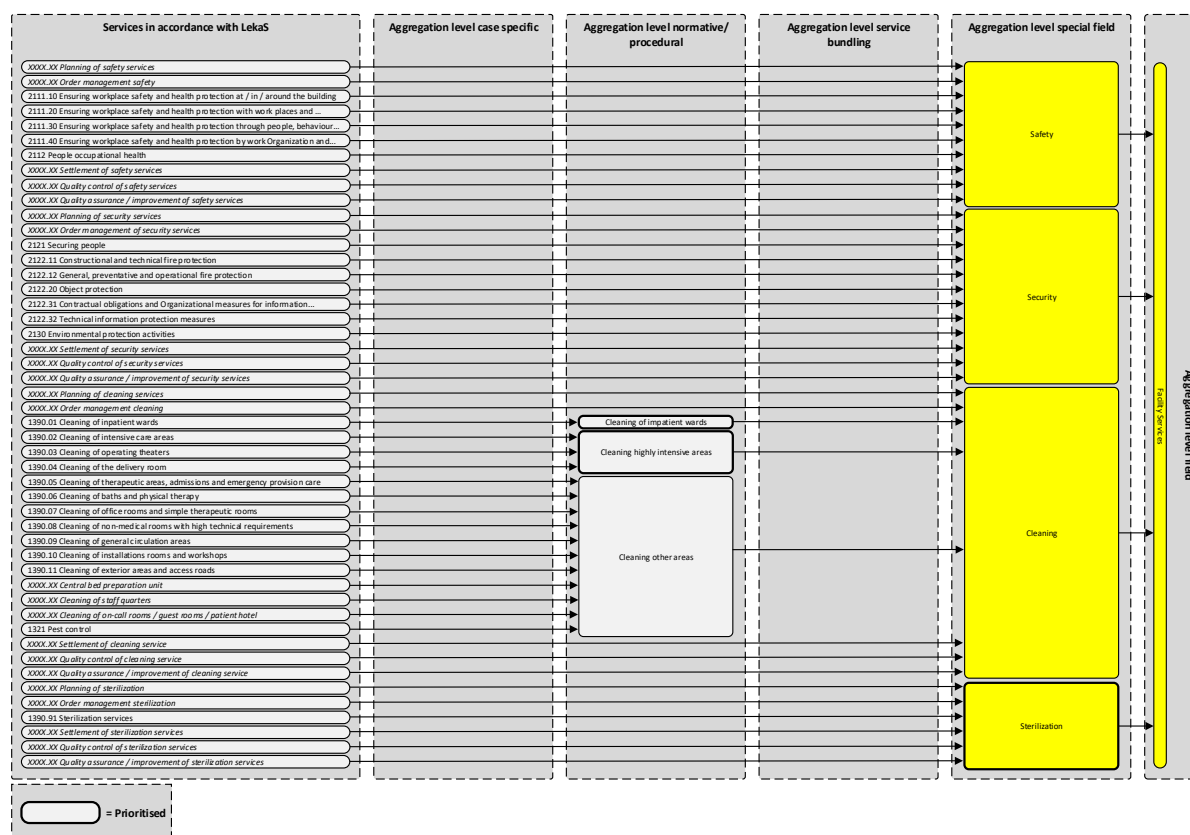 Services in accordance with LekaS
Aggregation level case specific
Aggregation level normative/
procedural
Aggregation level service
bundling
Aggregation level special field
XXXX.XX Planning of safety services
XXXX.XX Order management safety
2111.10 Ensuring workplace safety and health protection at / in / around the building
2111.20 Ensuring workplace safety and health protection with work places and ...
2111.30 Ensuring workplace safety and health protection through people, behaviour...
2111.40 Ensuring workplace safety and health protection by work Organization and...
2112 People occupational health
XXXX.XX Settlement of safety services
XXXX.XX Quality control of safety services
XXXX.XX Quality assurance / improvement of safety services
Safety
XXXX.XX Planning of security services
XXXX.XX Order management of security services
2121 Securing people
2122.11 Constructional and technical fire protection
2122.12 General, preventative and operational fire protection
2122.20 Object protection
2122.31 Contractual obligations and Organizational measures for information...
2122.32 Technical information protection measures
2130 Environmental protection activities
XXXX.XX Settlement of security services
XXXX.XX Quality control of security services
XXXX.XX Quality assurance / improvement of security services
Security
XXXX.XX Planning of cleaning services
XXXX.XX Order management cleaning
1390.01 Cleaning of inpatient wards
1390.02 Cleaning of intensive care areas
1390.03 Cleaning of operating theaters
1390.04 Cleaning of the delivery room
1390.05 Cleaning of therapeutic areas, admissions and emergency provision care
1390.06 Cleaning of baths and physical therapy
1390.07 Cleaning of office rooms and simple therapeutic rooms
1390.08 Cleaning of non-medical rooms with high technical requirements
1390.09 Cleaning of general circulation areas
1390.10 Cleaning of installations rooms and workshops
1390.11 Cleaning of exterior areas and access roads
XXXX.XX Central bed preparation unit
XXXX.XX Cleaning of staff quarters
XXXX.XX Cleaning of on-call rooms / guest rooms / patient hotel
1321 Pest control
XXXX.XX Settlement of cleaning service
XXXX.XX Quality control of cleaning service
XXXX.XX Quality assurance / improvement of cleaning service
Cleaning of impatient wards
Cleaning highly intensive areas
Cleaning other areas
Cleaning
XXXX.XX Planning of sterilization
XXXX.XX Order management sterilization
1390.91 Sterilization services
XXXX.XX Settlement of sterilization services
XXXX.XX Quality control of sterilization services
XXXX.XX Quality assurance / improvement of sterilization services
Sterilization
Facility Services
= Prioritised